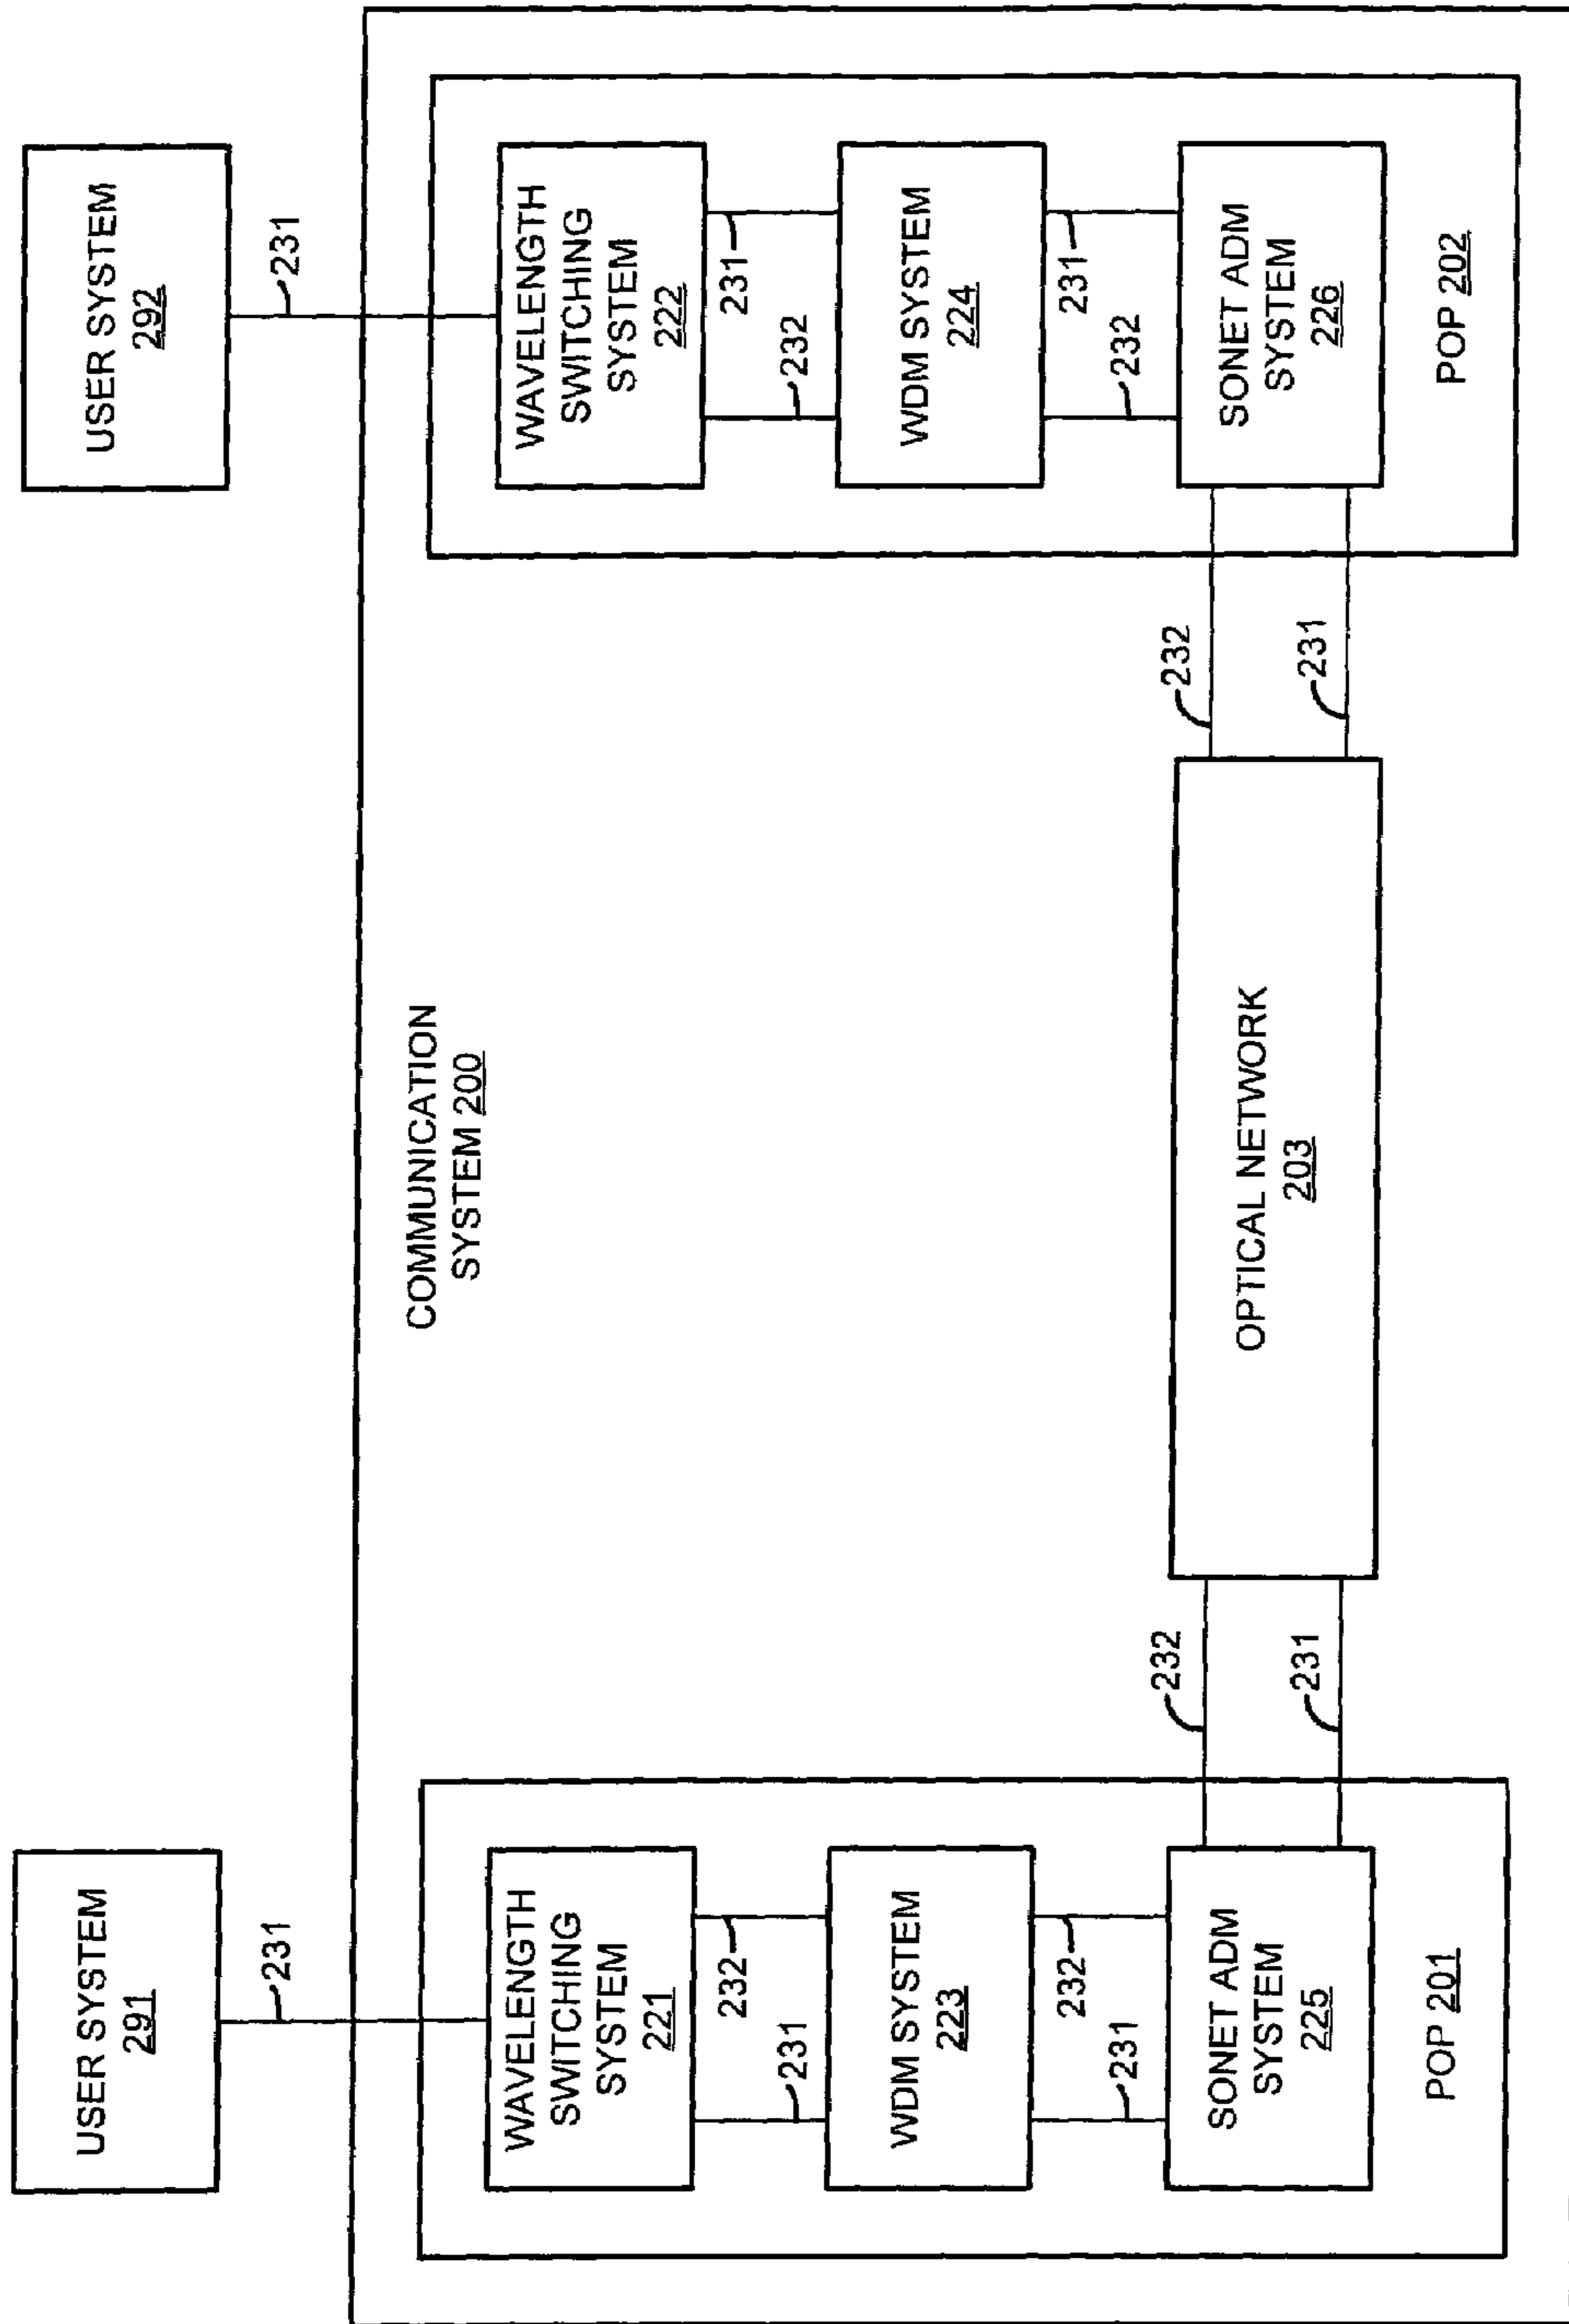 USER SYSTEM
291
231
USER SYSTEM
292
231
COMMUNICATION
SYSTEM 200
WAVELENGTH
SWITCHING
SYSTEM
221
231
232
WDM SYSTEM
223
231
232
SONET ADM
SYSTEM
225
POP 201
232
231
OPTICAL NETWORK
203
232
231
WAVELENGTH
SWITCHING
SYSTEM
222
232
231
WDM SYSTEM
224
232
231
SONET ADM
SYSTEM
226
POP 202